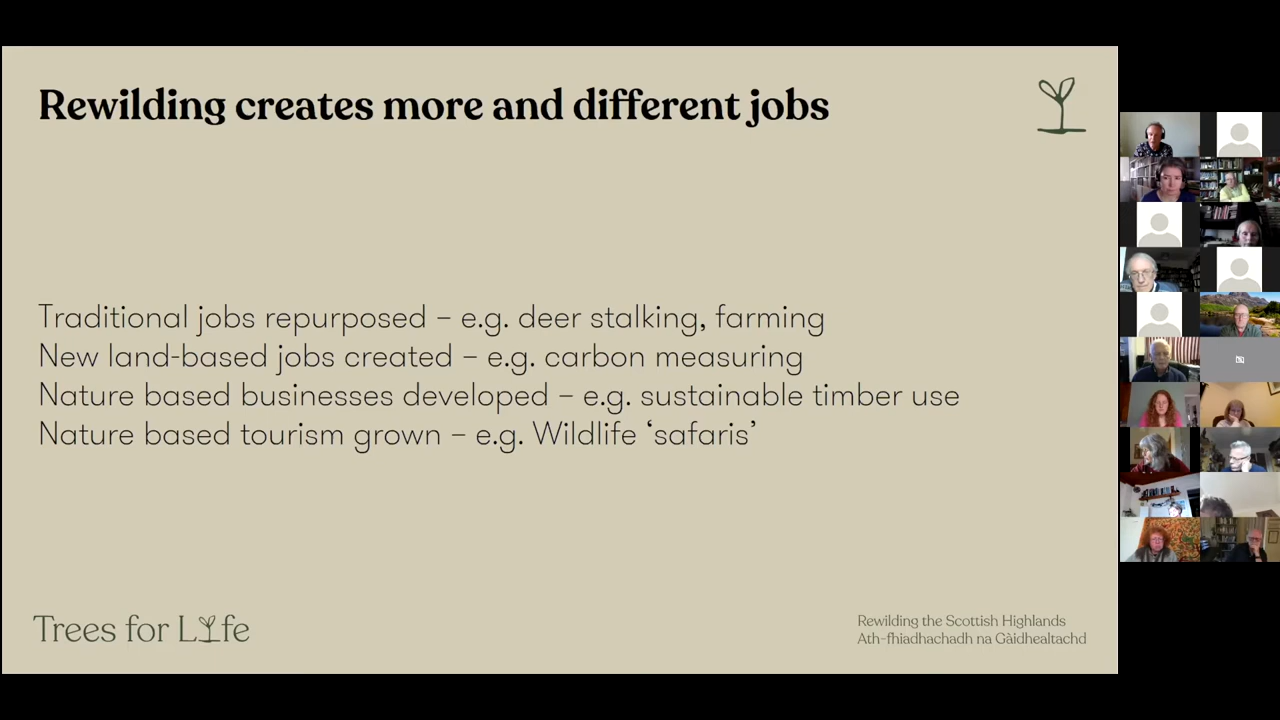 Rewilding creates more and different jobs
Traditional jobs repurposed – e.g. deer stalking, farming
New land-based jobs created – e.g. carbon measuring
Nature based businesses developed – e.g. sustainable timber use
Nature based tourism grown – e.g. Wildlife ‘safaris’
Trees for Life
Rewilding the Scottish Highlands
Ath-fhiadhachadh na Gàidhealtachd